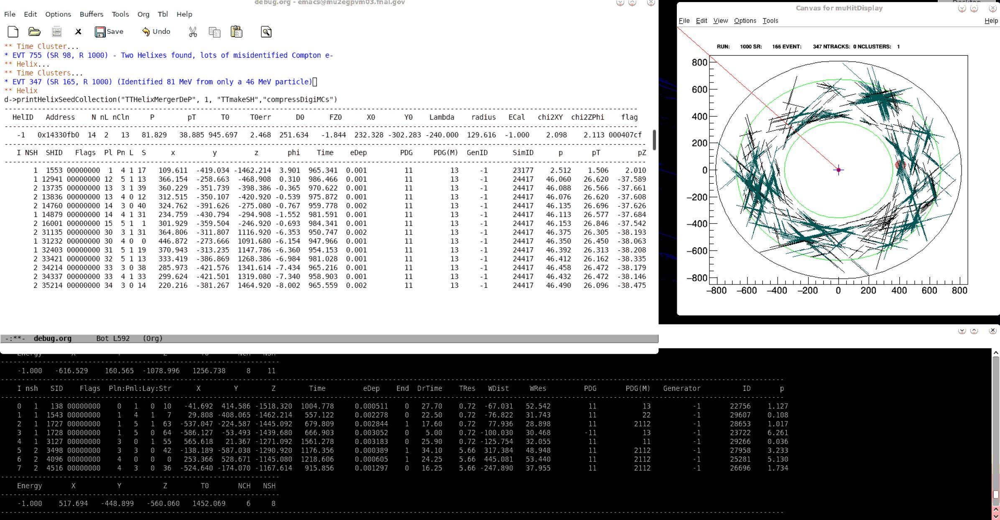 debug.org - emacs@mu2egpvm03.fnal.gov
File Edit Options Buffers Tools Org Tbl Help
Save Undo
** Time Cluster...
* EVT 755 (SR 98, R 1000) - Two Helixes found, lots of misidentified Compton e-
** Helix...
** Time Clusters...
* EVT 347 (SR 165, R 1000) (Identified 81 MeV from only a 46 MeV particle)
** Helix
d->printHelixSeedCollection("TTHelixMergerDeP", 1, "TTmakeSH","compressDigiMCs")
HelID Address N nL nCln P pT T0 T0err D0 FZ0 X0 Y0 Lambda radius ECal chi2XY chi2ZPhi flag
-1 0x14330fb0 14 2 13 81.829 38.885 945.697 2.468 251.634 -1.844 232.328 -302.283 -240.000 129.616 -1.000 2.098 2.113 000407cf
I NSH SHID Flags Pl Pn L S x y z phi Time eDep PDG PDG(M) GenID SimID p pT pZ
1 1553 00000000 1 4 1 17 109.611 -419.034 -1462.214 3.901 965.341 0.001 11 13 -1 23177 2.512 1.506 2.010
1 12941 00000000 12 5 1 13 366.154 -258.663 -468.908 0.310 986.466 0.001 11 13 -1 24417 46.060 26.620 -37.589
2 13735 00000000 13 3 1 39 360.229 -351.739 -398.386 -0.365 970.622 0.001 11 13 -1 24417 46.088 26.566 -37.661
2 13836 00000000 13 4 0 12 312.515 -350.107 -420.920 -0.539 975.872 0.001 11 13 -1 24417 46.076 26.620 -37.608
2 14760 00000000 14 3 0 40 324.762 -391.626 -275.080 -0.767 959.778 0.002 11 13 -1 24417 46.135 26.696 -37.626
1 14879 00000000 14 4 1 31 234.759 -430.794 -294.908 -1.552 981.591 0.001 11 13 -1 24417 46.113 26.577 -37.684
2 16001 00000000 15 5 1 1 301.929 -359.504 -246.920 -0.693 984.341 0.001 11 13 -1 24417 46.153 26.846 -37.542
2 31135 00000000 30 3 1 31 364.806 -311.807 1116.920 -6.353 950.747 0.002 11 13 -1 24417 46.375 26.305 -38.193
1 31232 00000000 30 4 0 0 446.872 -273.666 1091.680 -6.154 947.966 0.001 11 13 -1 24417 46.350 26.450 -38.063
1 32403 00000000 31 5 1 19 370.943 -313.235 1147.786 -6.360 954.153 0.001 11 13 -1 24417 46.392 26.313 -38.208
2 33421 00000000 32 5 1 13 333.419 -386.869 1268.386 -6.984 981.028 0.001 11 13 -1 24417 46.412 26.162 -38.335
2 34214 00000000 33 3 0 38 285.973 -421.576 1341.614 -7.434 965.216 0.001 11 13 -1 24417 46.458 26.472 -38.179
2 34337 00000000 33 4 1 33 299.624 -421.501 1319.080 -7.340 958.903 0.001 11 13 -1 24417 46.432 26.472 -38.146
2 35214 00000000 34 3 0 14 220.216 -381.267 1464.920 -8.002 965.559 0.002 11 13 -1 24417 46.490 26.096 -38.475
-:**- debug.org Bot L592 (Org)
Canvas for muHitDisplay
File Edit View Options Tools Help
RUN: 1000 SR: 166 EVENT: 347 NTRACKS: 0 NCLUSTERS: 1
800
600
400
200
0
−200
−400
−600
−800
−800 −600 −400 −200 0 200 400 600 800
-1.000 -616.529 160.565 -1078.996 1256.738 8 11
I nsh SID Flags Pln:Pnl:Lay:Str X Y Z Time eDep End DrTime TRes WDist WRes PDG PDG(M) Generator ID p
0 1 138 00000000 0 1 0 10 -41.692 414.586 -1518.320 1004.778 0.000511 0 27.70 0.72 -67.031 52.542 11 13 -1 22756 1.127
1 1 1543 00000000 1 4 1 7 29.808 -408.065 -1462.214 557.122 0.002278 0 22.50 0.72 -76.822 31.743 11 22 -1 29607 0.108
2 1 1727 00000000 1 5 1 63 -537.047 -224.587 -1445.092 679.809 0.002844 1 17.60 0.72 77.936 28.898 11 2112 -1 28653 1.017
3 1 1728 00000000 1 5 0 64 -586.127 -53.493 -1439.680 666.903 0.003052 0 5.00 0.72 -100.030 30.468 -11 13 -1 23722 6.261
4 1 3127 00000000 3 0 1 55 565.618 21.367 -1271.092 1561.278 0.003183 0 25.90 0.72 -125.754 32.055 11 11 -1 29266 0.036
5 2 3498 00000000 3 3 0 42 -138.189 -587.038 -1290.920 1176.356 0.000389 1 34.10 5.66 317.384 48.948 11 2112 -1 27958 3.233
6 2 4096 00000000 4 0 0 0 253.366 528.671 -1145.080 1218.606 0.000605 1 24.25 5.66 445.081 53.440 11 2112 -1 25281 5.130
7 2 4516 00000000 4 3 0 36 -524.640 -174.070 -1167.614 915.856 0.001297 0 16.25 5.66 -247.890 37.955 11 2112 -1 26696 1.734
Energy X Y Z T0 NCH NSH
-1.000 517.694 -448.899 -560.060 1452.069 6 8